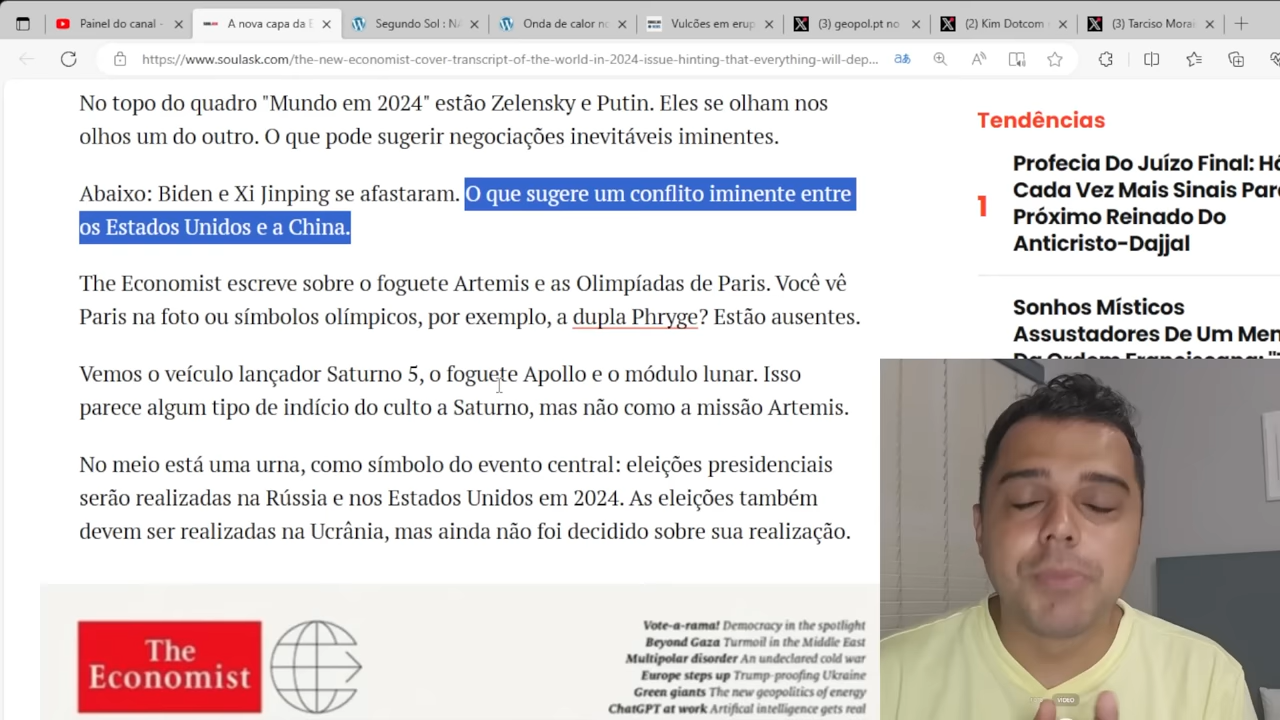 Painel do canal -
A nova capa da E
Segundo Sol : NA
Onda de calor no
Vulcões em erup
(3) geopol.pt no
(2) Kim Dotcom
(3) Tarciso Morai
https://www.soulask.com/the-new-economist-cover-transcript-of-the-world-in-2024-issue-hinting-that-everything-will-dep...
No topo do quadro "Mundo em 2024" estão Zelensky e Putin. Eles se olham nos
olhos um do outro. O que pode sugerir negociações inevitáveis iminentes.
Abaixo: Biden e Xi Jinping se afastaram. O que sugere um conflito iminente entre
os Estados Unidos e a China.
The Economist escreve sobre o foguete Artemis e as Olimpíadas de Paris. Você vê
Paris na foto ou símbolos olímpicos, por exemplo, a dupla Phryge? Estão ausentes.
Vemos o veículo lançador Saturno 5, o foguete Apollo e o módulo lunar. Isso
parece algum tipo de indício do culto a Saturno, mas não como a missão Artemis.
No meio está uma urna, como símbolo do evento central: eleições presidenciais
serão realizadas na Rússia e nos Estados Unidos em 2024. As eleições também
devem ser realizadas na Ucrânia, mas ainda não foi decidido sobre sua realização.
The
Economist
Vote-a-rama! Democracy in the spotlight
Beyond Gaza Turmoil in the Middle East
Multipolar disorder An undeclared cold war
Europe steps up Trump-proofing Ukraine
Green giants The new geopolitics of energy
ChatGPT at work Artifical intelligence gets real
Tendências
1
Profecia Do Juízo Final: Há
Cada Vez Mais Sinais Para
Próximo Reinado Do
Anticristo-Dajjal
Sonhos Místicos
Assustadores De Um Men
Da Ordem Franciscana: "
VIDEO